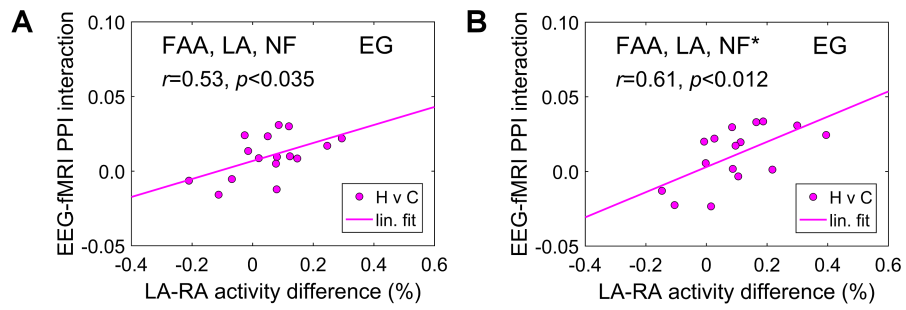 A
FAA, LA, NF EG
r=0.53, p<0.035
EEG-fMRI PPI interaction
0.10
0.05
0.0
-0.05
H v C
lin. fit
-0.4 -0.2 0 0.2 0.4 0.6
LA-RA activity difference (%)
B
FAA, LA, NF* EG
r=0.61, p<0.012
EEG-fMRI PPI interaction
0.10
0.05
0.0
-0.05
H v C
lin. fit
-0.4 -0.2 0 0.2 0.4 0.6
LA-RA activity difference (%)